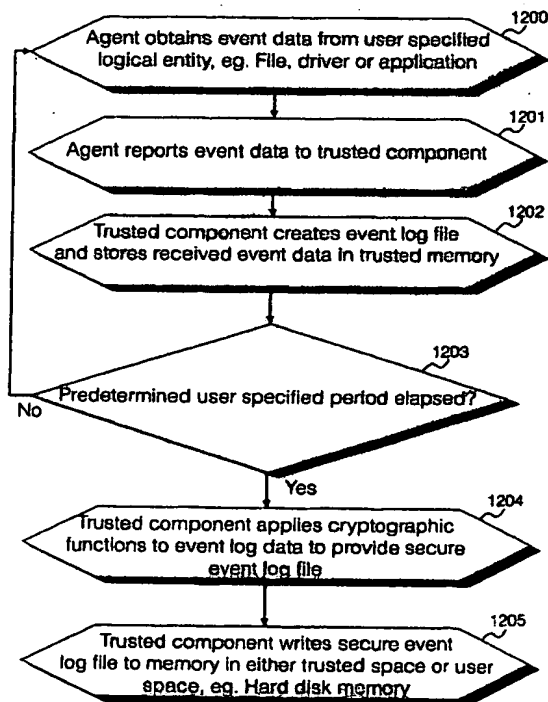 1200
Agent obtains event data from user specified
logical entity, eg. File, driver or application
1201
Agent reports event data to trusted component
1202
Trusted component creates event log file
and stores received event data in trusted memory
1203
Predetermined user specified period elapsed?
No
Yes
1204
Trusted component applies cryptographic
functions to event log data to provide secure
event log file
1205
Trusted component writes secure event
log file to memory in either trusted space or user
space, eg. Hard disk memory